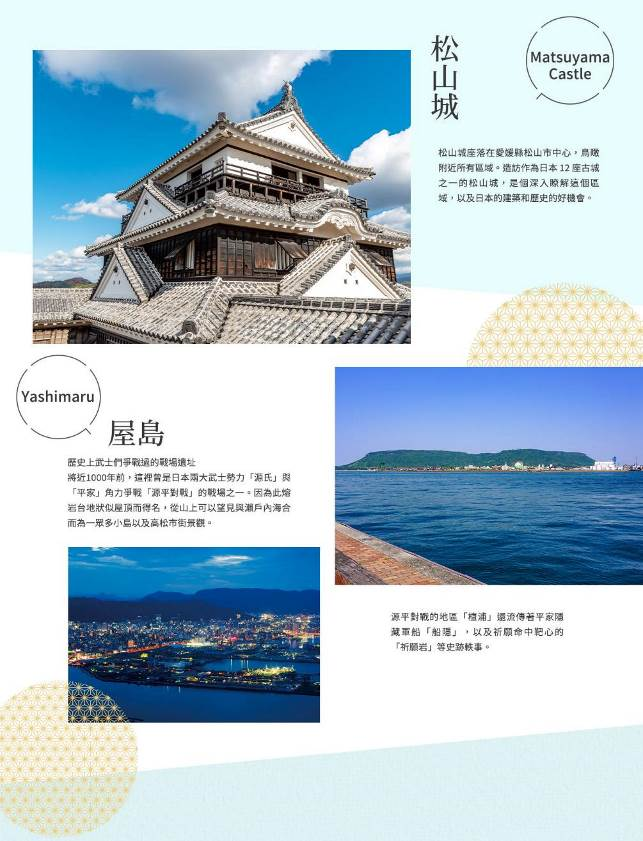 松山城
Matsuyama
Castle
松山城座落在愛媛縣松山市中心，鳥瞰
附近所有區域。造訪作為日本 12 座古城
之一的松山城，是個深入瞭解這個區
域，以及日本的建築和歷史的好機會。
Yashimaru
屋島
歷史上武士們爭戰過的戰場遺址
將近1000年前，這裡曾是日本兩大武士勢力「源氏」與
「平家」角力爭戰「源平對戰」的戰場之一。因為此熔
岩台地狀似屋頂而得名，從山上可以望見與瀨戶內海合
而為一眾多小島以及高松市街景觀。
源平對戰的地區「檀浦」還流傳著平家隱
藏軍船「船隱」，以及祈願命中靶心的
「祈願岩」等史跡軼事。